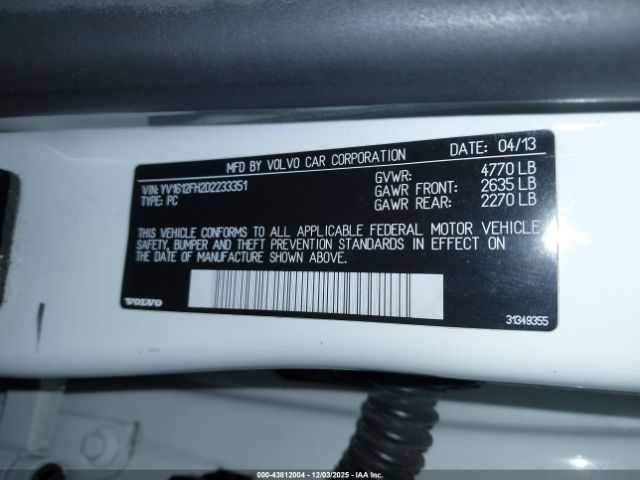 MFD BY VOLVO CAR CORPORATION DATE: 04/13
VIN: YV1612FH2D2233351
TYPE: PC
GVWR: 4770 LB
GAWR FRONT: 2635 LB
GAWR REAR: 2270 LB
THIS VEHICLE CONFORMS TO ALL APPLICABLE FEDERAL MOTOR VEHICLE
SAFETY, BUMPER AND THEFT PREVENTION STANDARDS IN EFFECT ON
THE DATE OF MANUFACTURE SHOWN ABOVE.
VOLVO
31349355
000-43812004 - 12/03/2025 - IAA Inc.